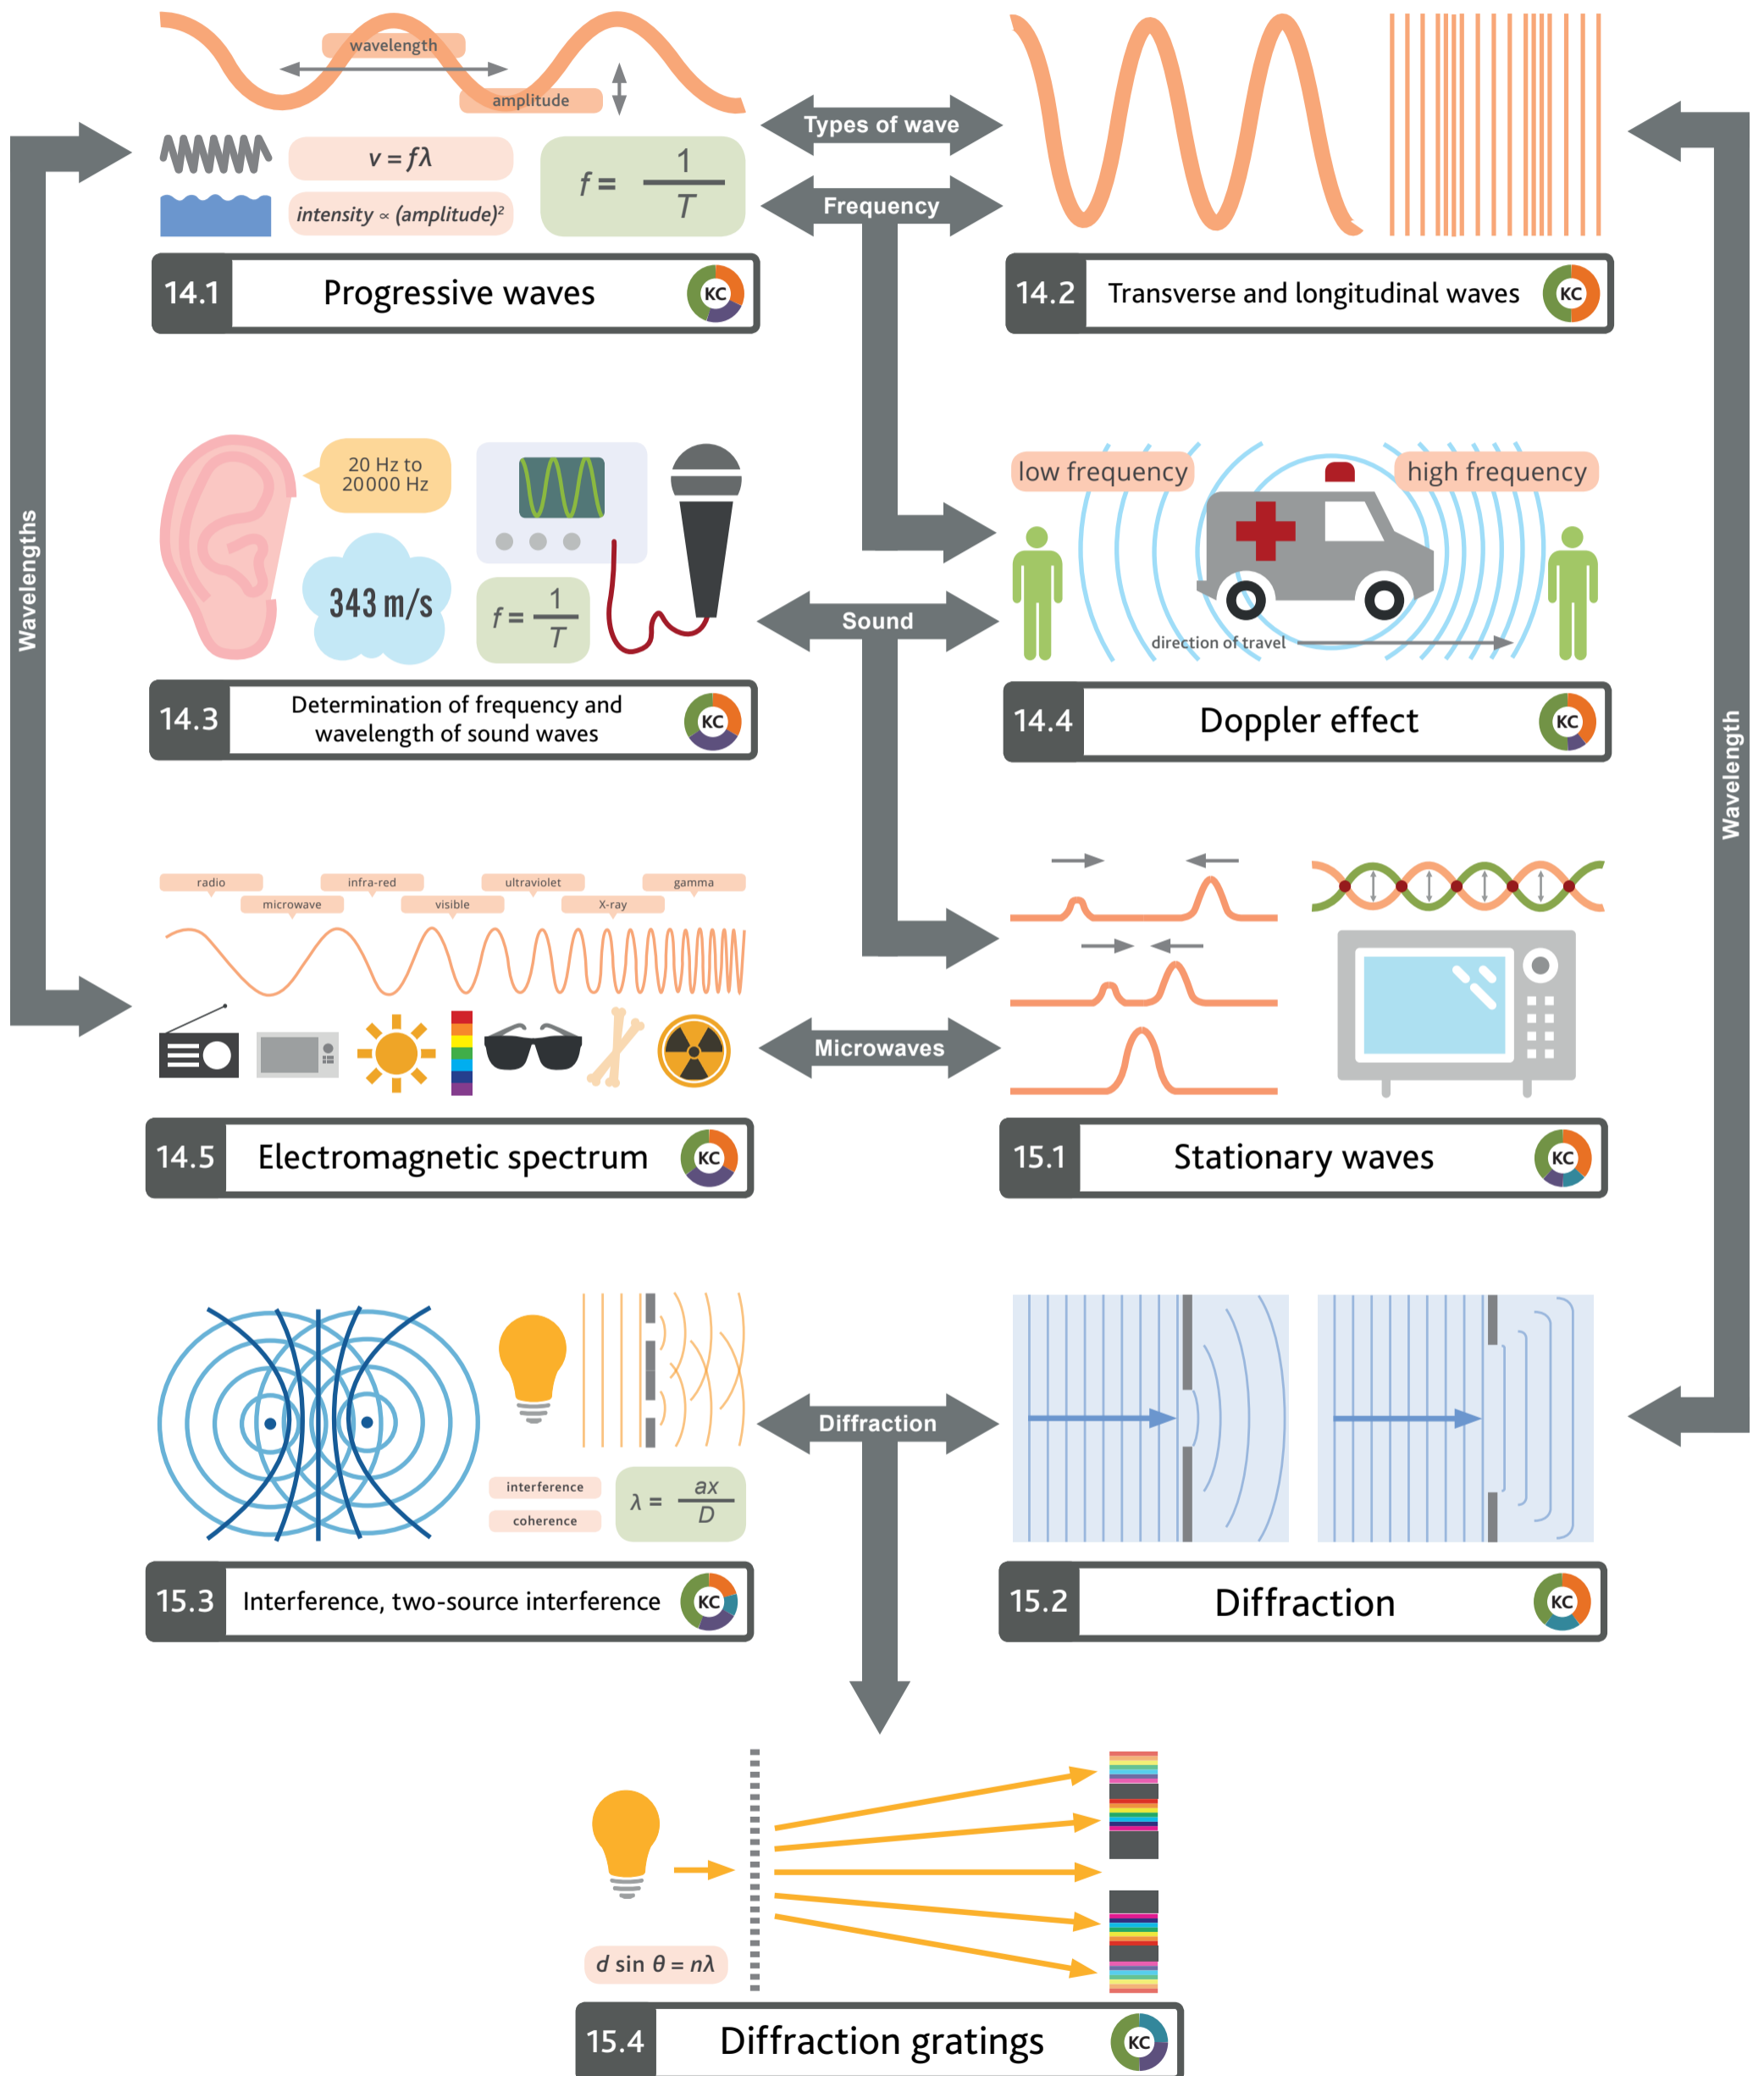 wavelength
amplitude
v = fλ
intensity ∝ (amplitude)²
f = 1/T
14.1 Progressive waves KC
Types of wave
Frequency
14.2 Transverse and longitudinal waves KC
Wavelengths
20 Hz to
20000 Hz
343 m/s
f = 1/T
14.3 Determination of frequency and
wavelength of sound waves KC
Sound
low frequency
high frequency
direction of travel
14.4 Doppler effect KC
Wavelength
radio
microwave
infra-red
visible
ultraviolet
X-ray
gamma
14.5 Electromagnetic spectrum KC
Microwaves
15.1 Stationary waves KC
interference
coherence
λ = ax/D
15.3 Interference, two-source interference KC
Diffraction
15.2 Diffraction KC
d sin θ = nλ
15.4 Diffraction gratings KC